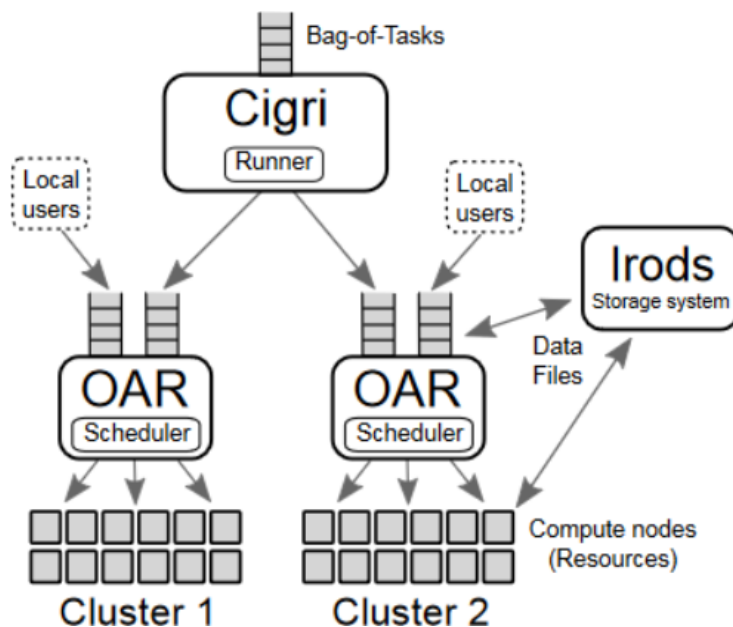 Bag-of-Tasks
Cigri
Runner
Local
users
Local
users
Irods
Storage system
Data
Files
OAR
Scheduler
OAR
Scheduler
Compute nodes
(Resources)
Cluster 1
Cluster 2